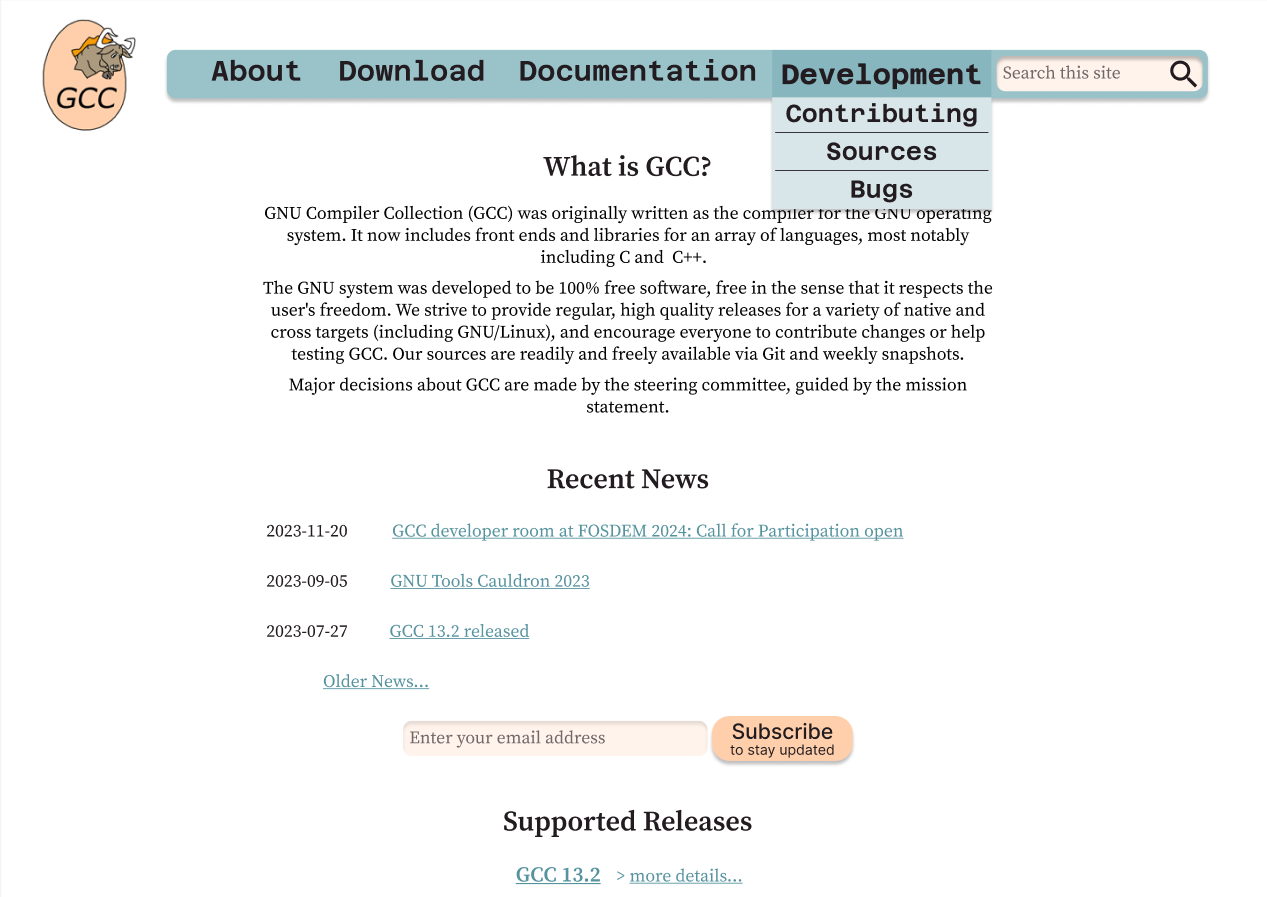 GCC
About Download Documentation Development Search this site
Contributing
Sources
Bugs
What is GCC?
GNU Compiler Collection (GCC) was originally written as the compiler for the GNU operating
system. It now includes front ends and libraries for an array of languages, most notably
including C and  C++.
The GNU system was developed to be 100% free software, free in the sense that it respects the
user's freedom. We strive to provide regular, high quality releases for a variety of native and
cross targets (including GNU/Linux), and encourage everyone to contribute changes or help
testing GCC. Our sources are readily and freely available via Git and weekly snapshots.
Major decisions about GCC are made by the steering committee, guided by the mission
statement.
Recent News
2023-11-20 GCC developer room at FOSDEM 2024: Call for Participation open
2023-09-05 GNU Tools Cauldron 2023
2023-07-27 GCC 13.2 released
Older News...
Enter your email address Subscribe
to stay updated
Supported Releases
GCC 13.2 > more details...